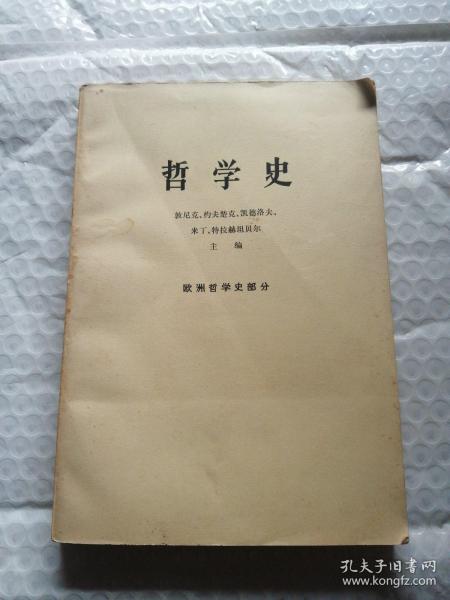 哲学史
敦尼克、约夫楚克、凯德洛夫、
米丁、特拉赫坦贝尔
主编
欧洲哲学史部分
孔夫子旧书网
www.kongfz.com